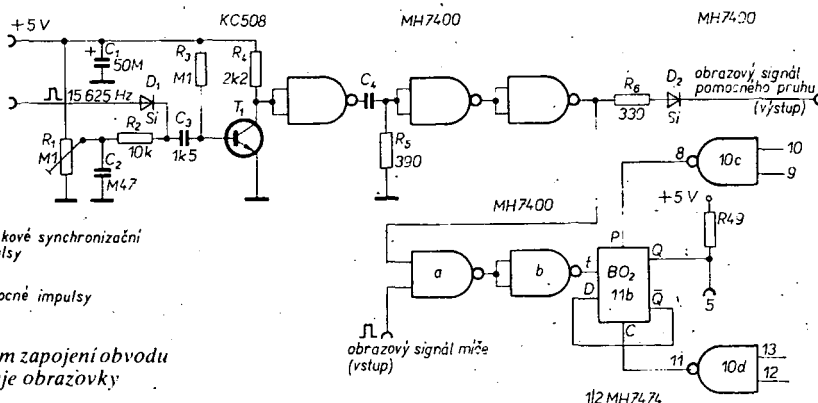 KC508
MH7400
MH7400
+5V
+
C1
50M
R3
M1
R4
2k2
15 625 Hz
D1
Si
C4
R6
330
D2
Si
obrazový signál
pomocného pruhu
(výstup)
R1
M1
R2
10k
C3
1k5
T1
R5
390
C2
M47
8
10c
10
9
+5V
R49
MH7400
kové synchronizační
lsy
ocné impulsy
a
b
t
P
BO2
11b
D
Q
Q̄
C
5
obrazový signál míče
(vstup)
11
10d
13
12
m zapojení obvodu
je obrazovky
1/2 MH7474